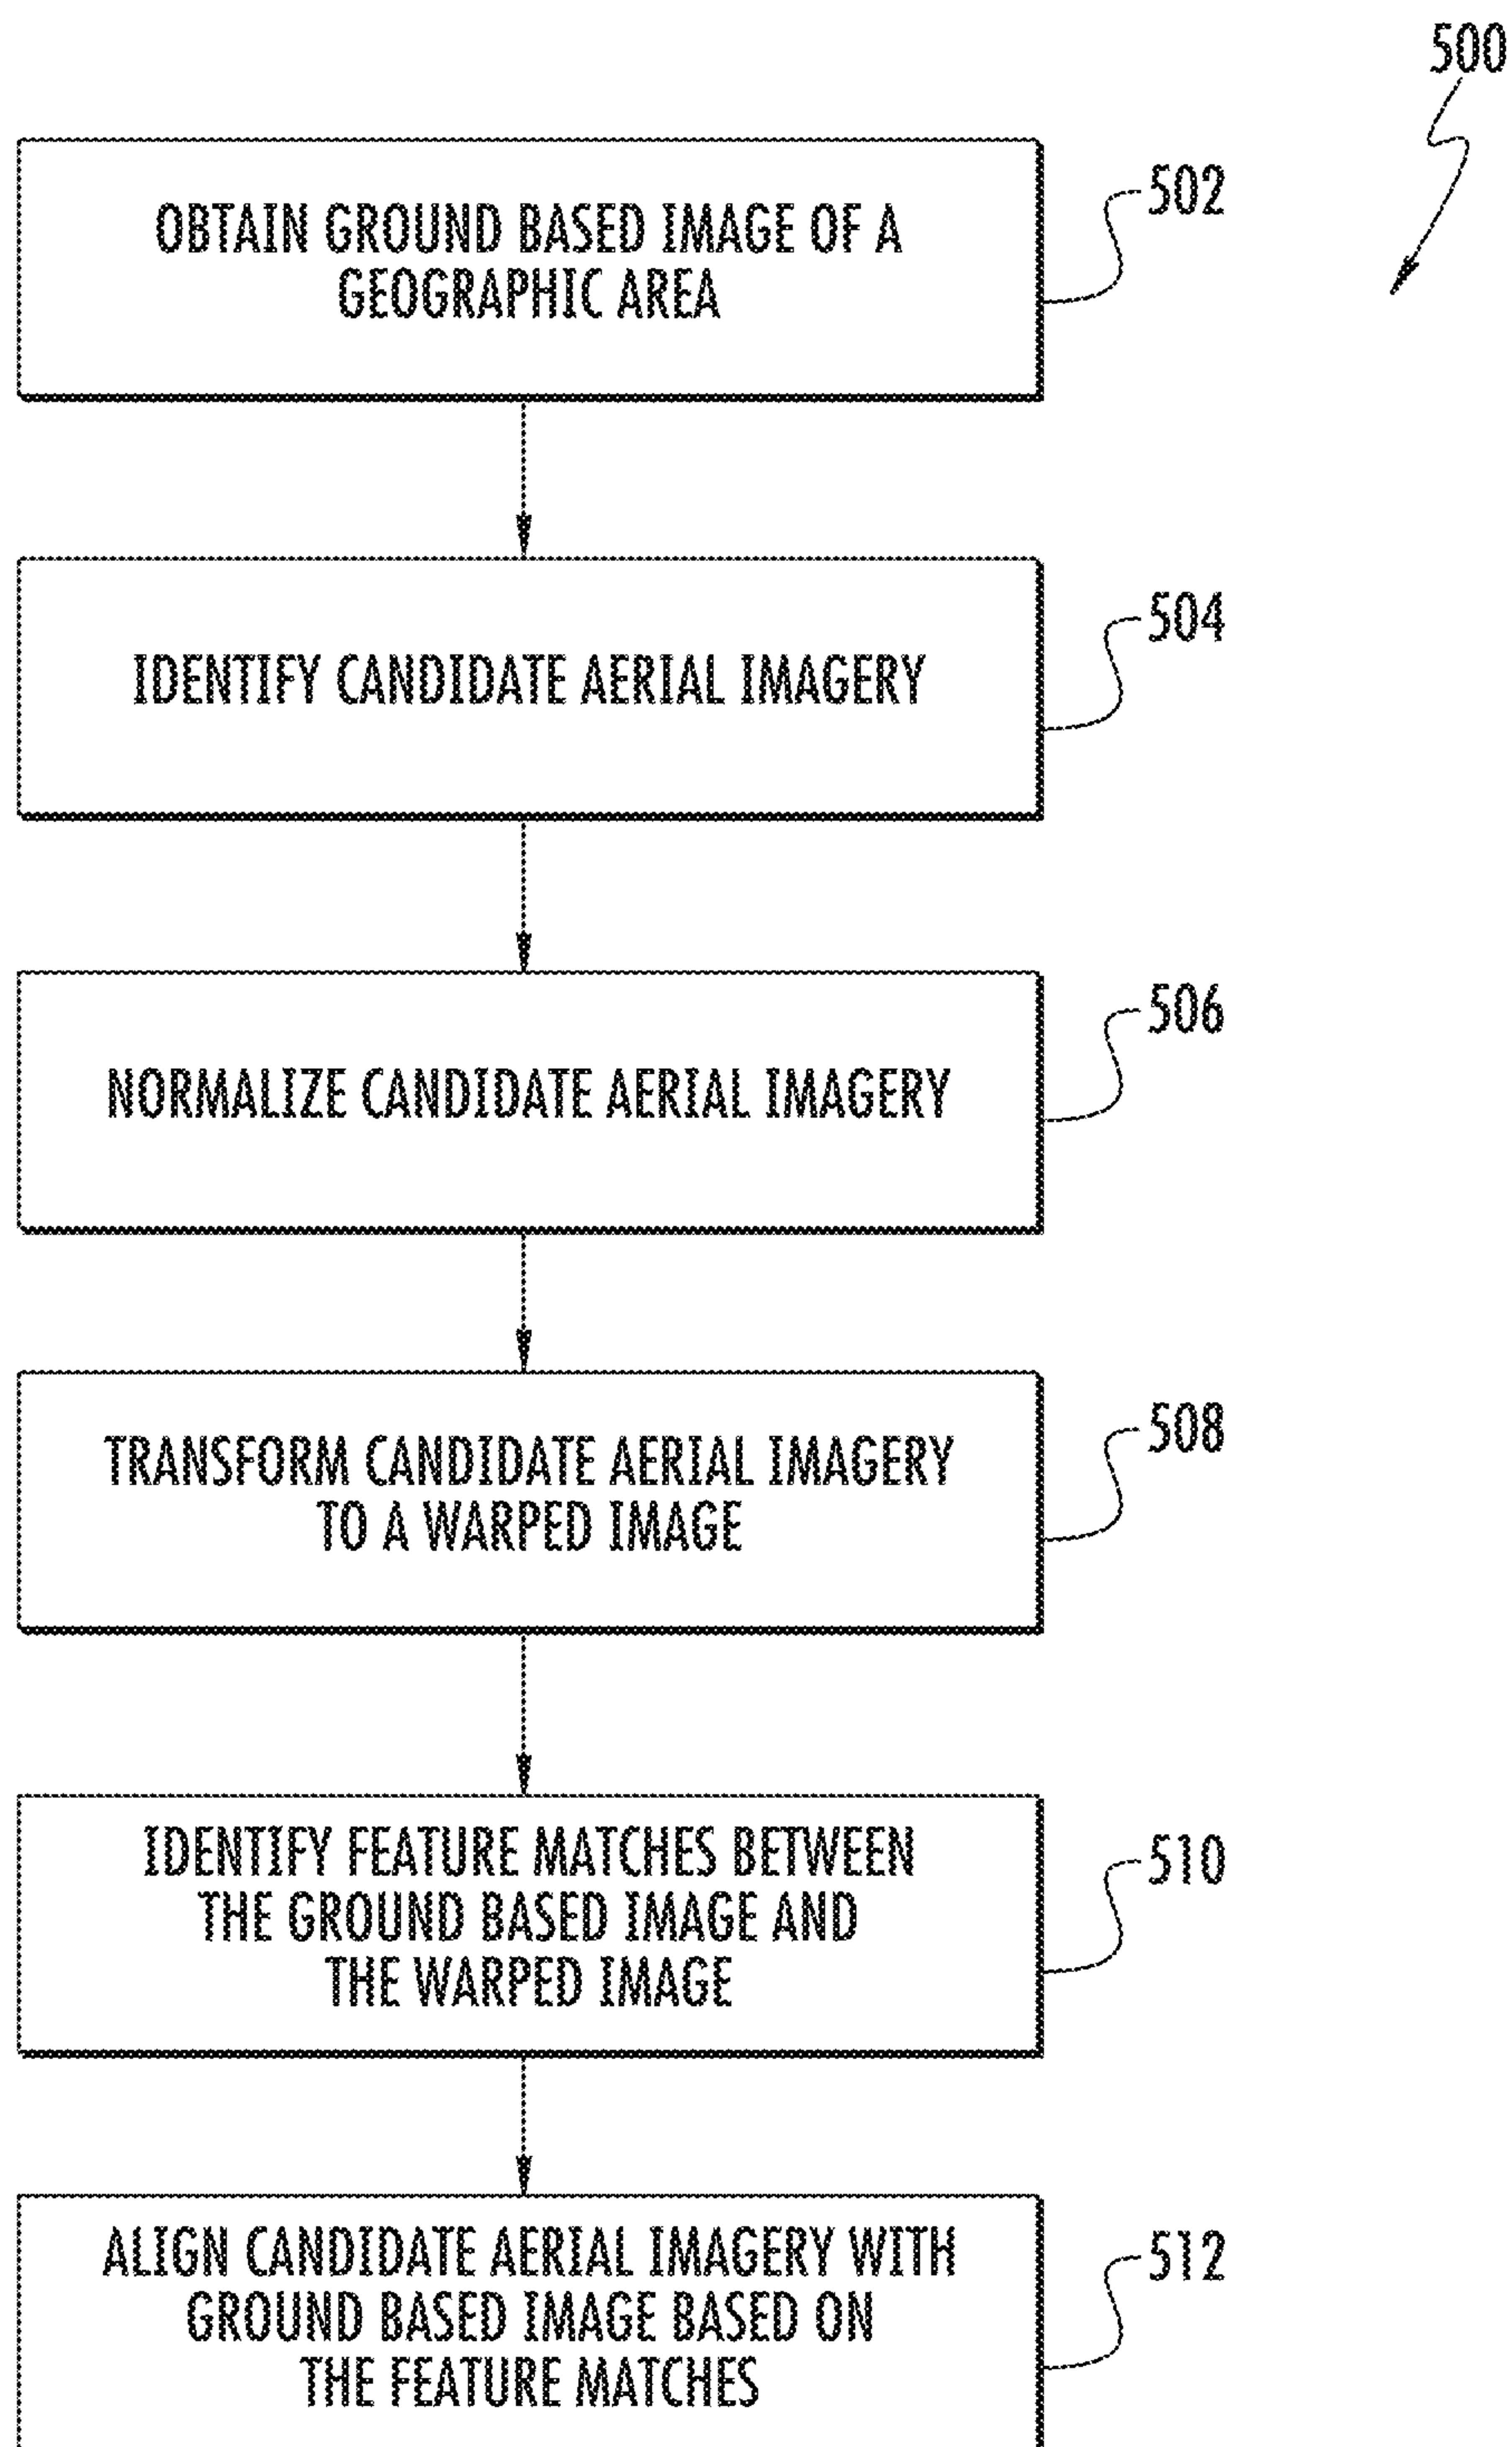 500
OBTAIN GROUND BASED IMAGE OF A
GEOGRAPHIC AREA
502
IDENTIFY CANDIDATE AERIAL IMAGERY
504
NORMALIZE CANDIDATE AERIAL IMAGERY
506
TRANSFORM CANDIDATE AERIAL IMAGERY
TO A WARPED IMAGE
508
IDENTIFY FEATURE MATCHES BETWEEN
THE GROUND BASED IMAGE AND
THE WARPED IMAGE
510
ALIGN CANDIDATE AERIAL IMAGERY WITH
GROUND BASED IMAGE BASED ON
THE FEATURE MATCHES
512